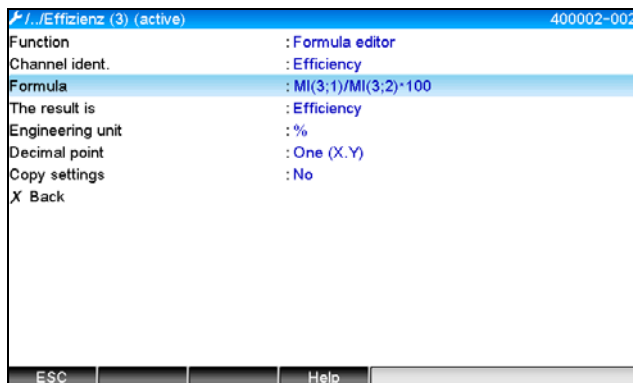 /../Effizienz (3) (active) 400002-002
Function : Formula editor
Channel ident. : Efficiency
Formula : MI(3;1)/MI(3;2)*100
The result is : Efficiency
Engineering unit : %
Decimal point : One (X.Y)
Copy settings : No
X Back
ESC Help